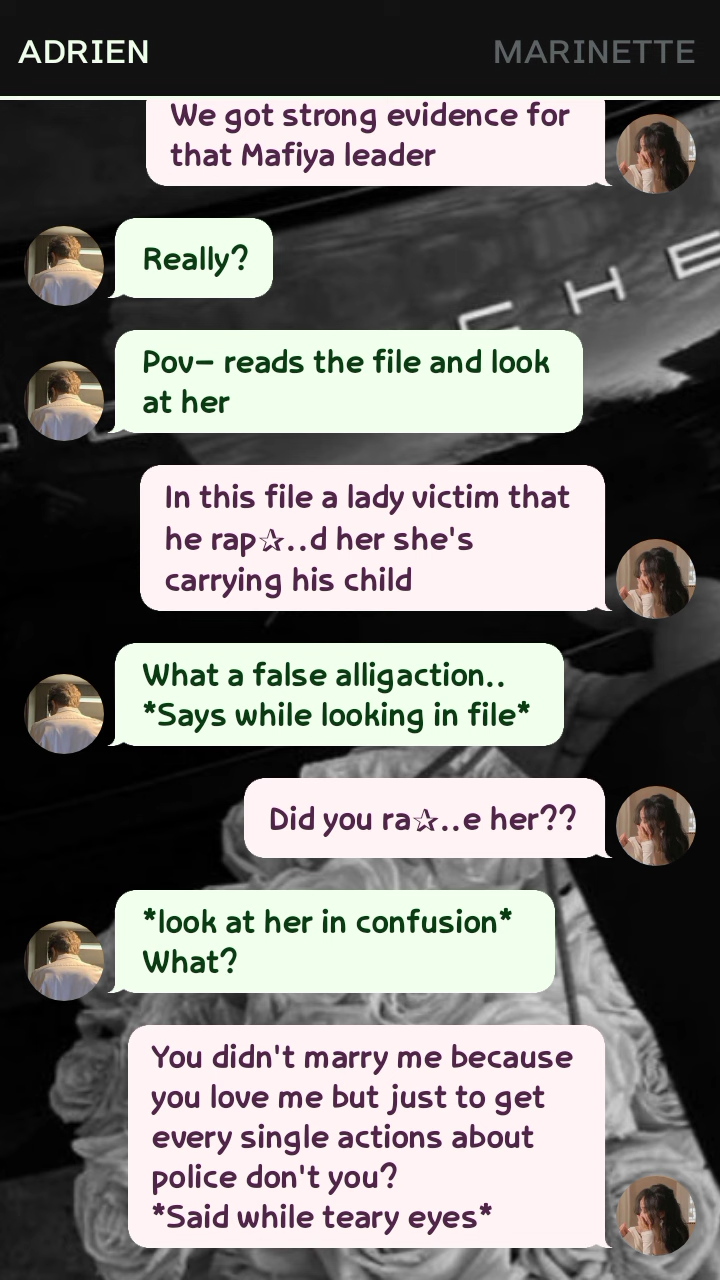 ADRIEN
MARINETTE
We got strong evidence for
that Mafiya leader
Really?
Pov- reads the file and look
at her
In this file a lady victim that
he rap☆..d her she's
carrying his child
What a false alligaction..
*Says while looking in file*
Did you ra☆..e her??
*look at her in confusion*
What?
You didn't marry me because
you love me but just to get
every single actions about
police don't you?
*Said while teary eyes*